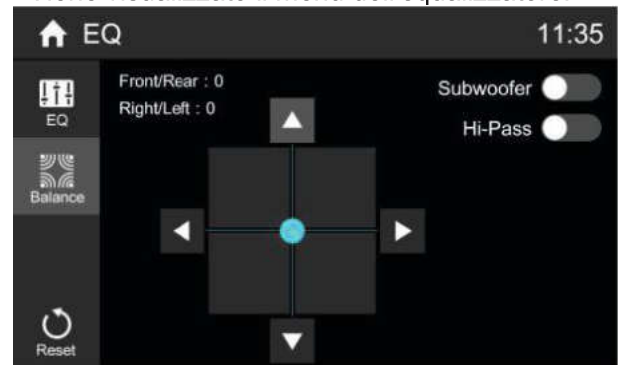 EQ
11:35
EQ
Balance
Reset
Front/Rear : 0
Right/Left : 0
Subwoofer
Hi-Pass